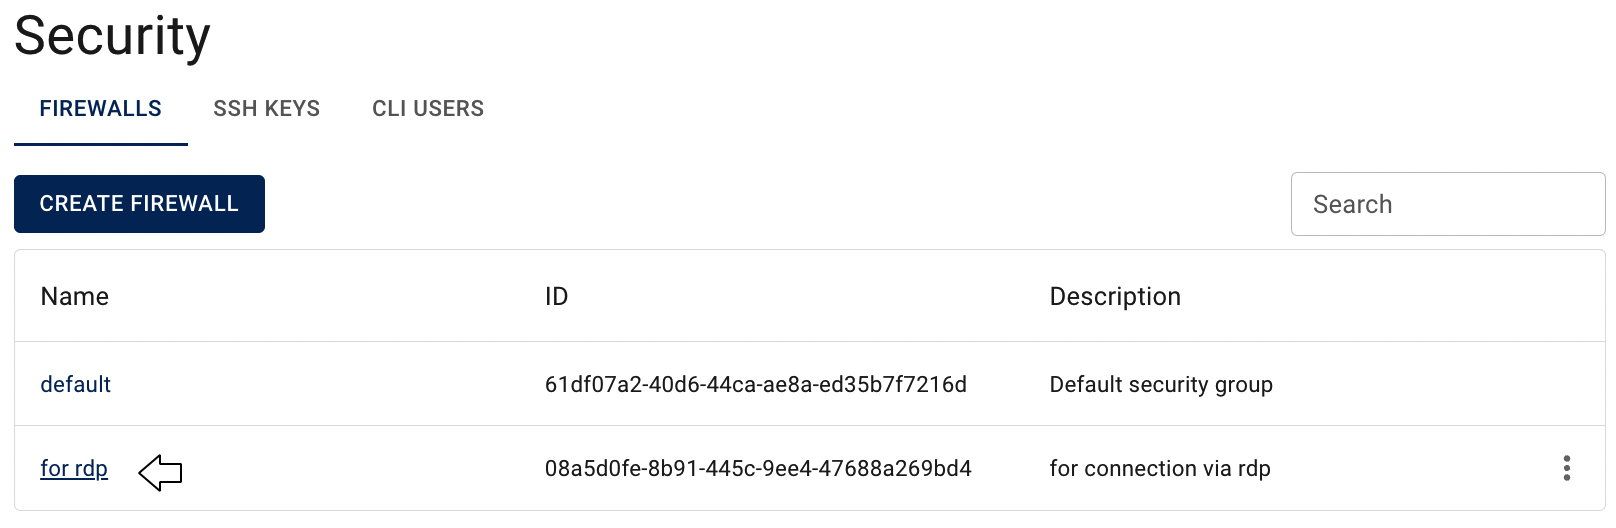 Security
FIREWALLS SSH KEYS CLI USERS
CREATE FIREWALL Search
Name ID Description
default 61df07a2-40d6-44ca-ae8a-ed35b7f7216d Default security group
for rdp 08a5d0fe-8b91-445c-9ee4-47688a269bd4 for connection via rdp